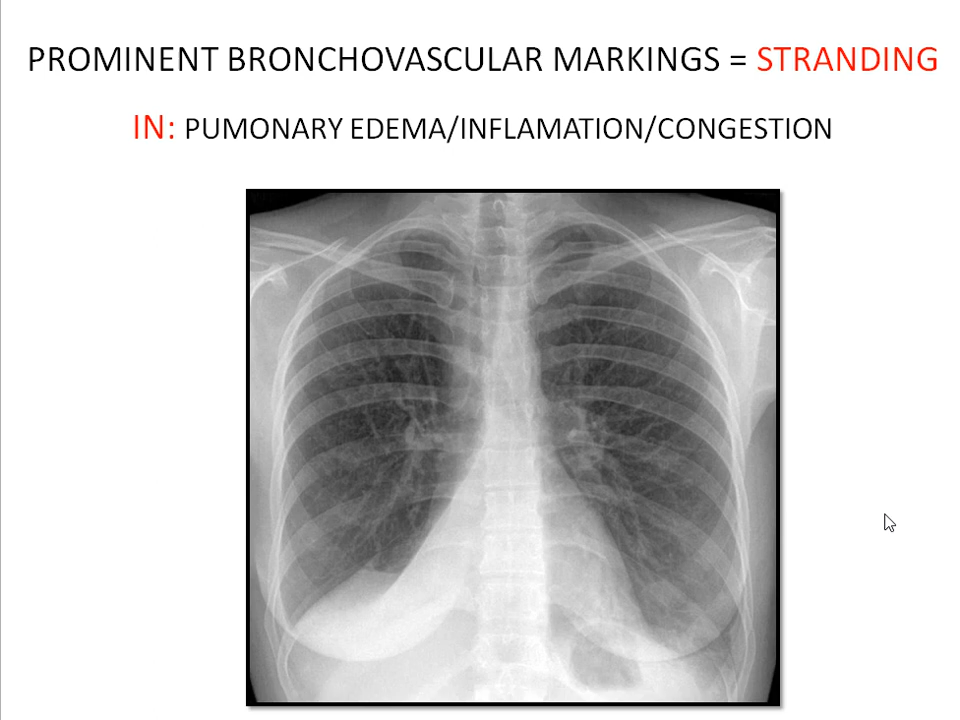 PROMINENT BRONCHOVASCULAR MARKINGS = STRANDING
IN: PUMONARY EDEMA/INFLAMATION/CONGESTION